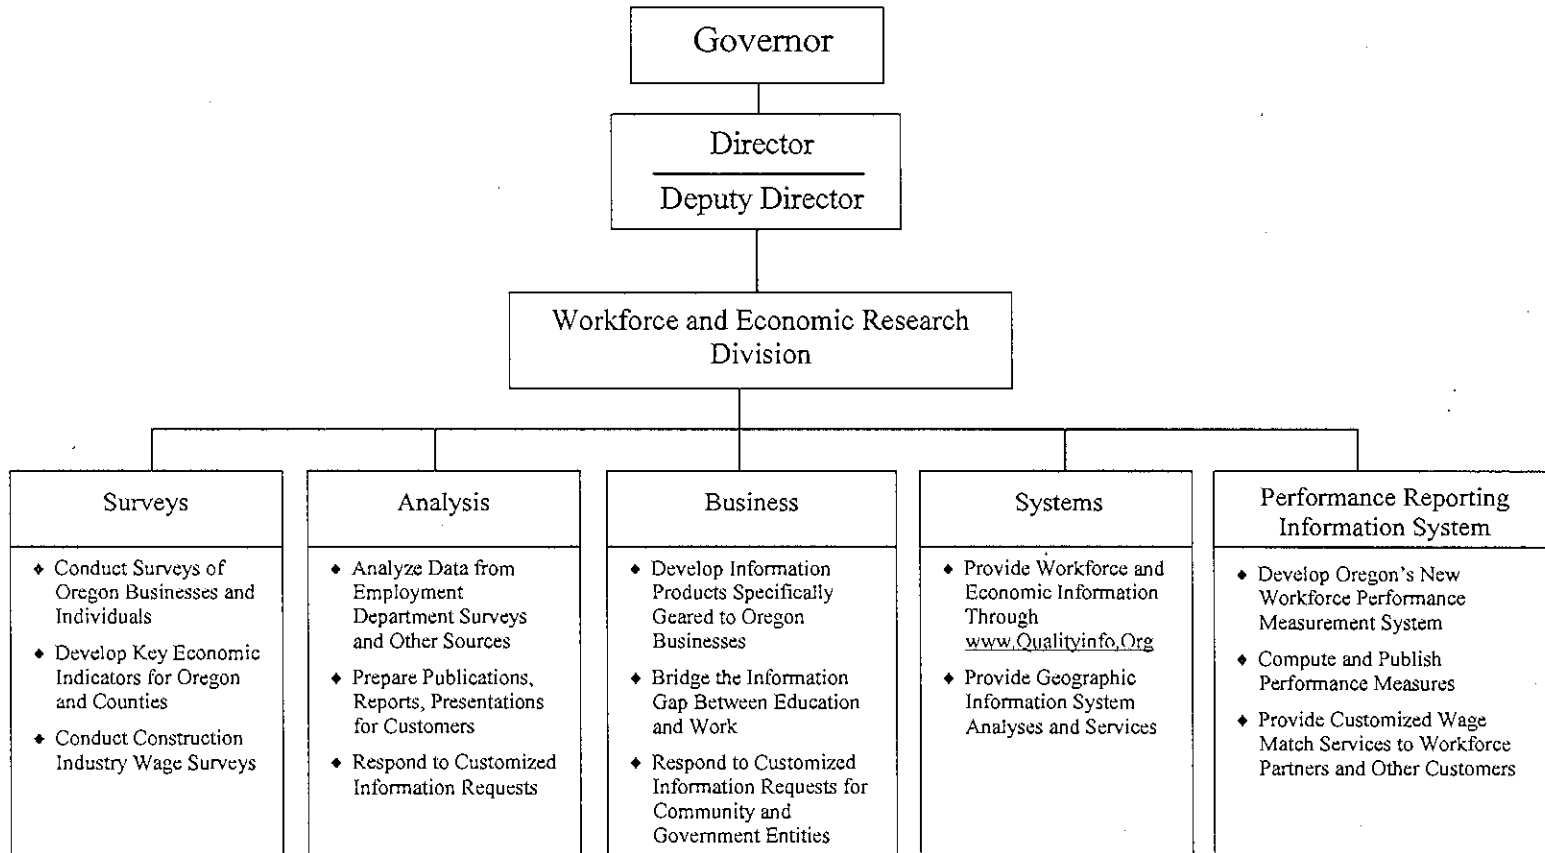 Governor
Director
Deputy Director
Workforce and Economic Research
Division
Surveys
◆ Conduct Surveys of
Oregon Businesses and
Individuals
◆ Develop Key Economic
Indicators for Oregon
and Counties
◆ Conduct Construction
Industry Wage Surveys
Analysis
◆ Analyze Data from
Employment
Department Surveys
and Other Sources
◆ Prepare Publications,
Reports, Presentations
for Customers
◆ Respond to Customized
Information Requests
Business
◆ Develop Information
Products Specifically
Geared to Oregon
Businesses
◆ Bridge the Information
Gap Between Education
and Work
◆ Respond to Customized
Information Requests for
Community and
Government Entities
Systems
◆ Provide Workforce and
Economic Information
Through
www.Qualityinfo.Org
◆ Provide Geographic
Information System
Analyses and Services
Performance Reporting
Information System
◆ Develop Oregon's New
Workforce Performance
Measurement System
◆ Compute and Publish
Performance Measures
◆ Provide Customized Wage
Match Services to Workforce
Partners and Other Customers